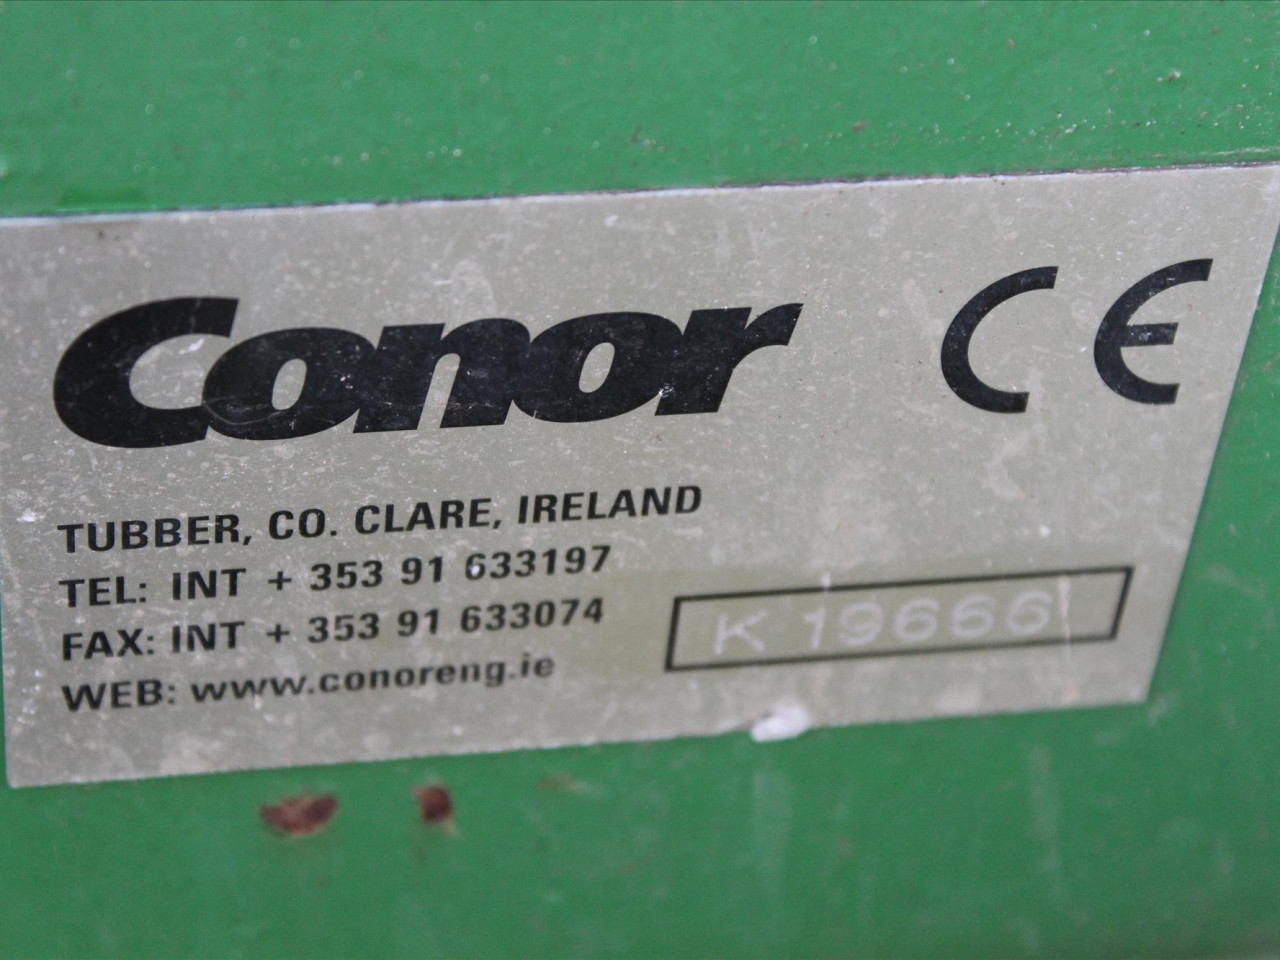 Conor CE
TUBBER, CO. CLARE, IRELAND
TEL: INT + 353 91 633197
FAX: INT + 353 91 633074
WEB: www.conoreng.ie
K 19666